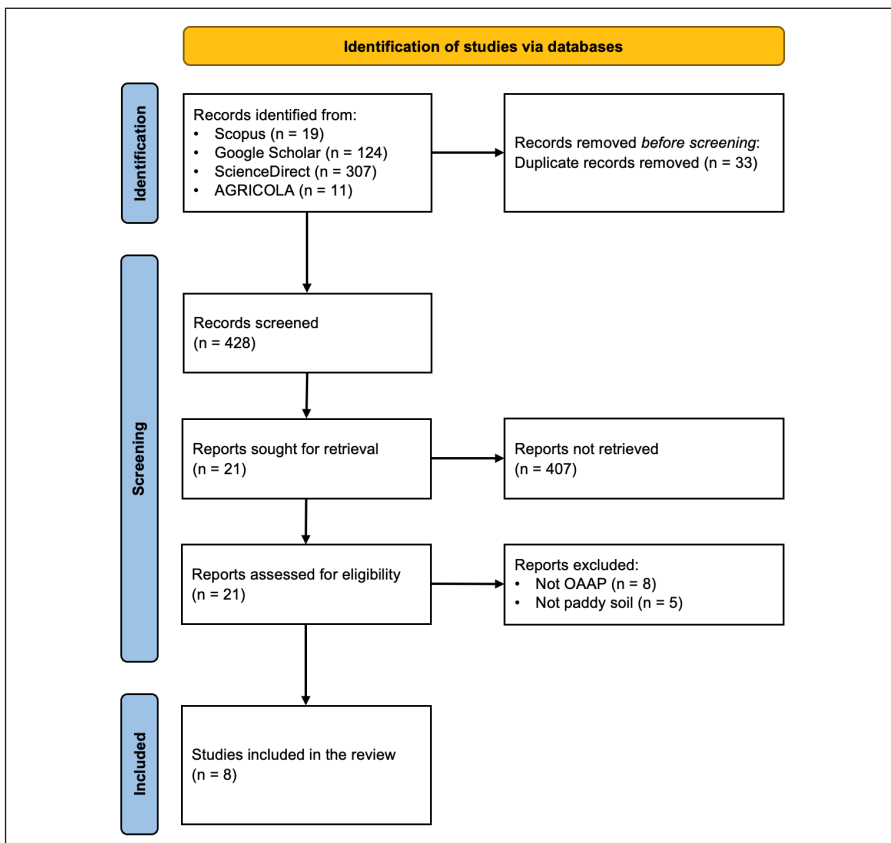 Identification of studies via databases
Identification
Records identified from:
• Scopus (n = 19)
• Google Scholar (n = 124)
• ScienceDirect (n = 307)
• AGRICOLA (n = 11)
Records removed before screening:
Duplicate records removed (n = 33)
Screening
Records screened
(n = 428)
Reports sought for retrieval
(n = 21)
Reports not retrieved
(n = 407)
Reports assessed for eligibility
(n = 21)
Reports excluded:
• Not OAAP (n = 8)
• Not paddy soil (n = 5)
Included
Studies included in the review
(n = 8)